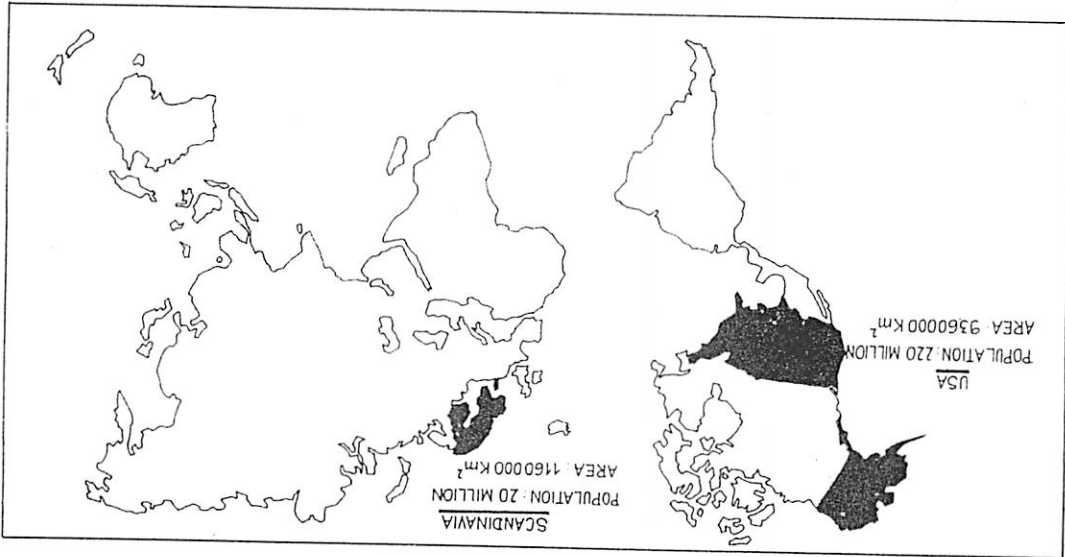 SCANDINAVIA
POPULATION: 20 MILLION
AREA: 1160000 Km²
USA
POPULATION: 220 MILLION
AREA: 9360000 Km²